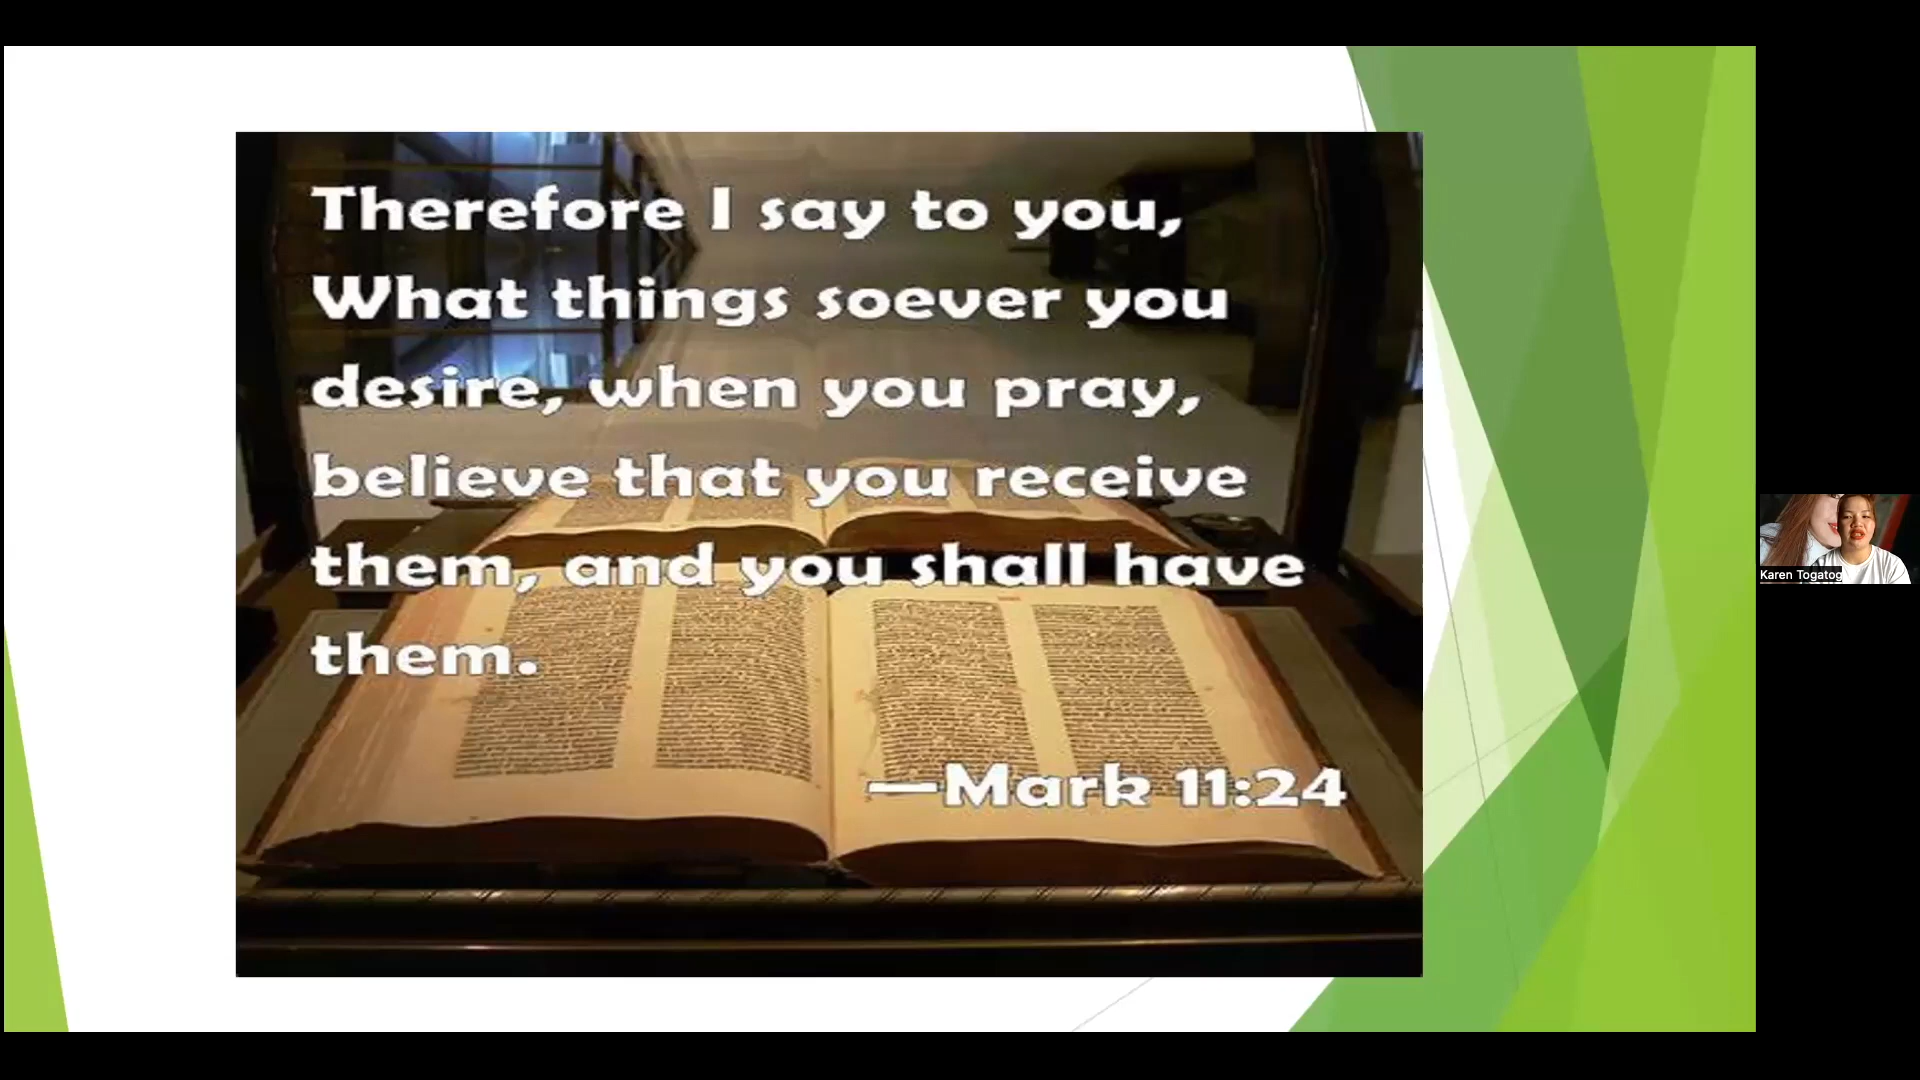 Therefore I say to you,
What things soever you
desire, when you pray,
believe that you receive
them, and you shall have
them.
—Mark 11:24
Karen Togatog